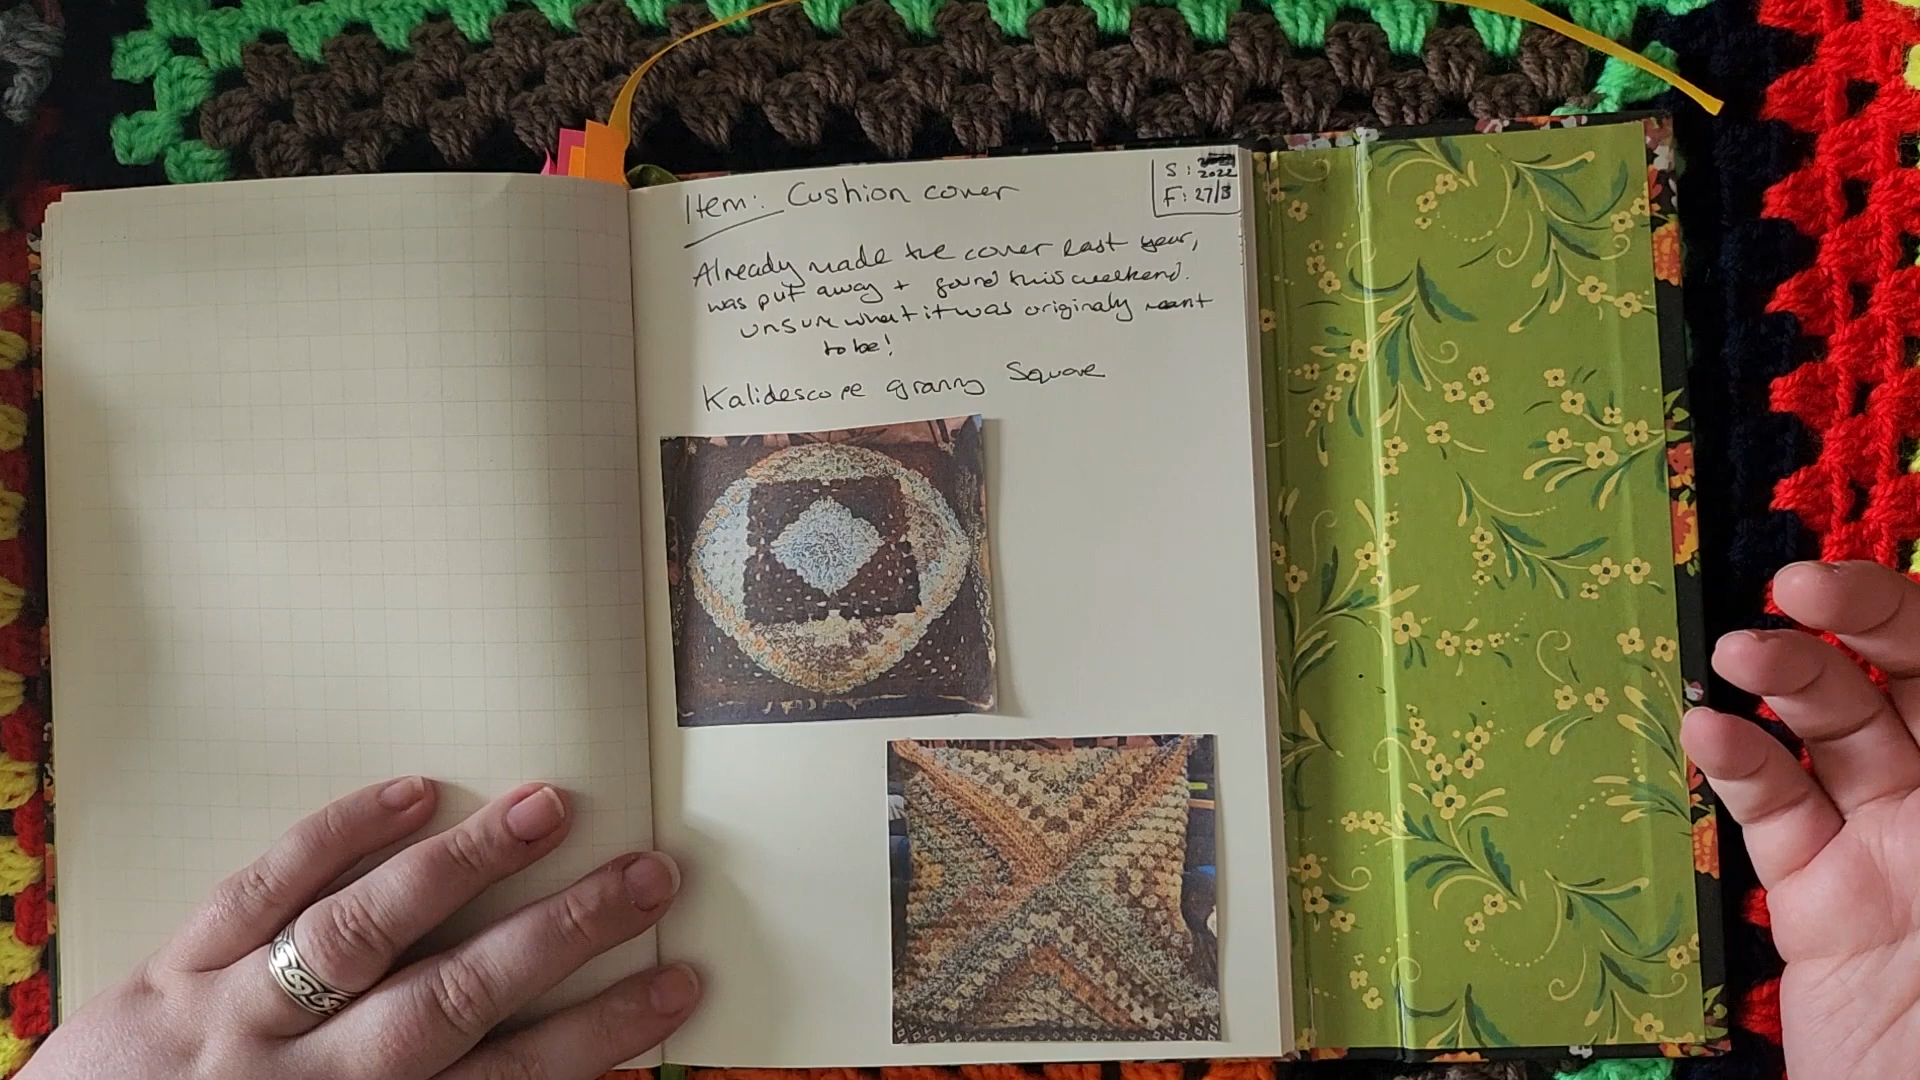 Item: Cushion cover
S: 2022
F: 27/3
Already made the cover last year,
was put away + found this weekend.
unsure what it was originaly meant
to be!
Kalidescope granny Square